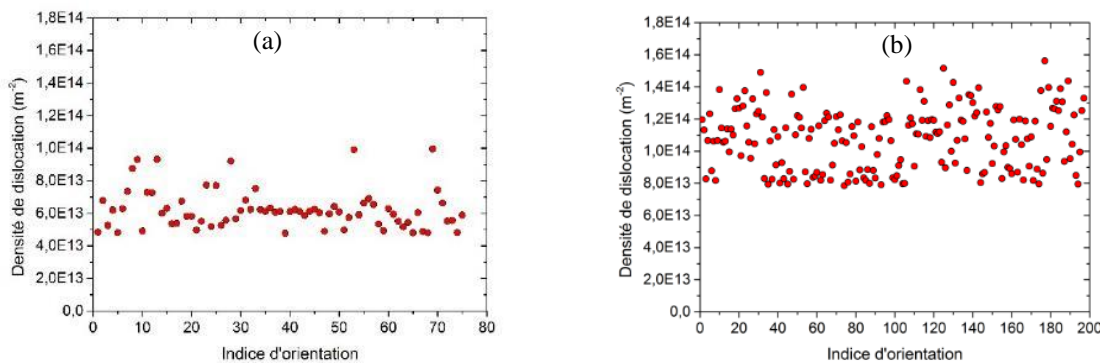 (a)
Densité de dislocation (m⁻²)
1,8E14
1,6E14
1,4E14
1,2E14
1,0E14
8,0E13
6,0E13
4,0E13
2,0E13
0,0
0 10 20 30 40 50 60 70 80
Indice d'orientation
(b)
Densité de dislocation (m⁻²)
1,8E14
1,6E14
1,4E14
1,2E14
1,0E14
8,0E13
6,0E13
4,0E13
2,0E13
0,0
0 20 40 60 80 100 120 140 160 180 200
Indice d'orientation